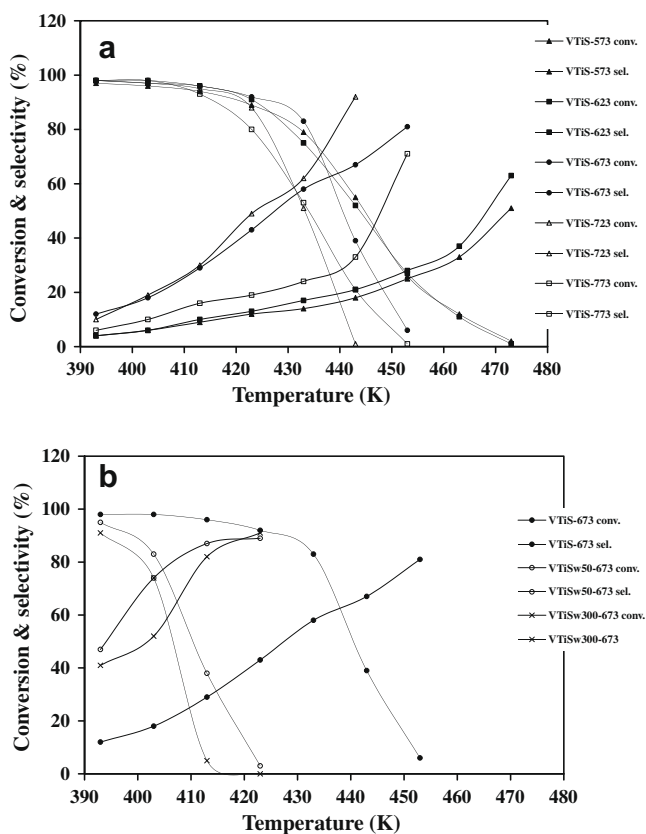 a
Conversion & selectivity (%)
120
100
80
60
40
20
0
390 400 410 420 430 440 450 460 470 480
Temperature (K)
VTiS-573 conv.
VTiS-573 sel.
VTiS-623 conv.
VTiS-623 sel.
VTiS-673 conv.
VTiS-673 sel.
VTiS-723 conv.
VTiS-723 sel.
VTiS-773 conv.
VTiS-773 sel.
b
Conversion & selectivity (%)
120
100
80
60
40
20
0
390 400 410 420 430 440 450 460 470 480
Temperature (K)
VTiS-673 conv.
VTiS-673 sel.
VTiSw50-673 conv.
VTiSw50-673 sel.
VTiSw300-673 conv.
VTiSw300-673